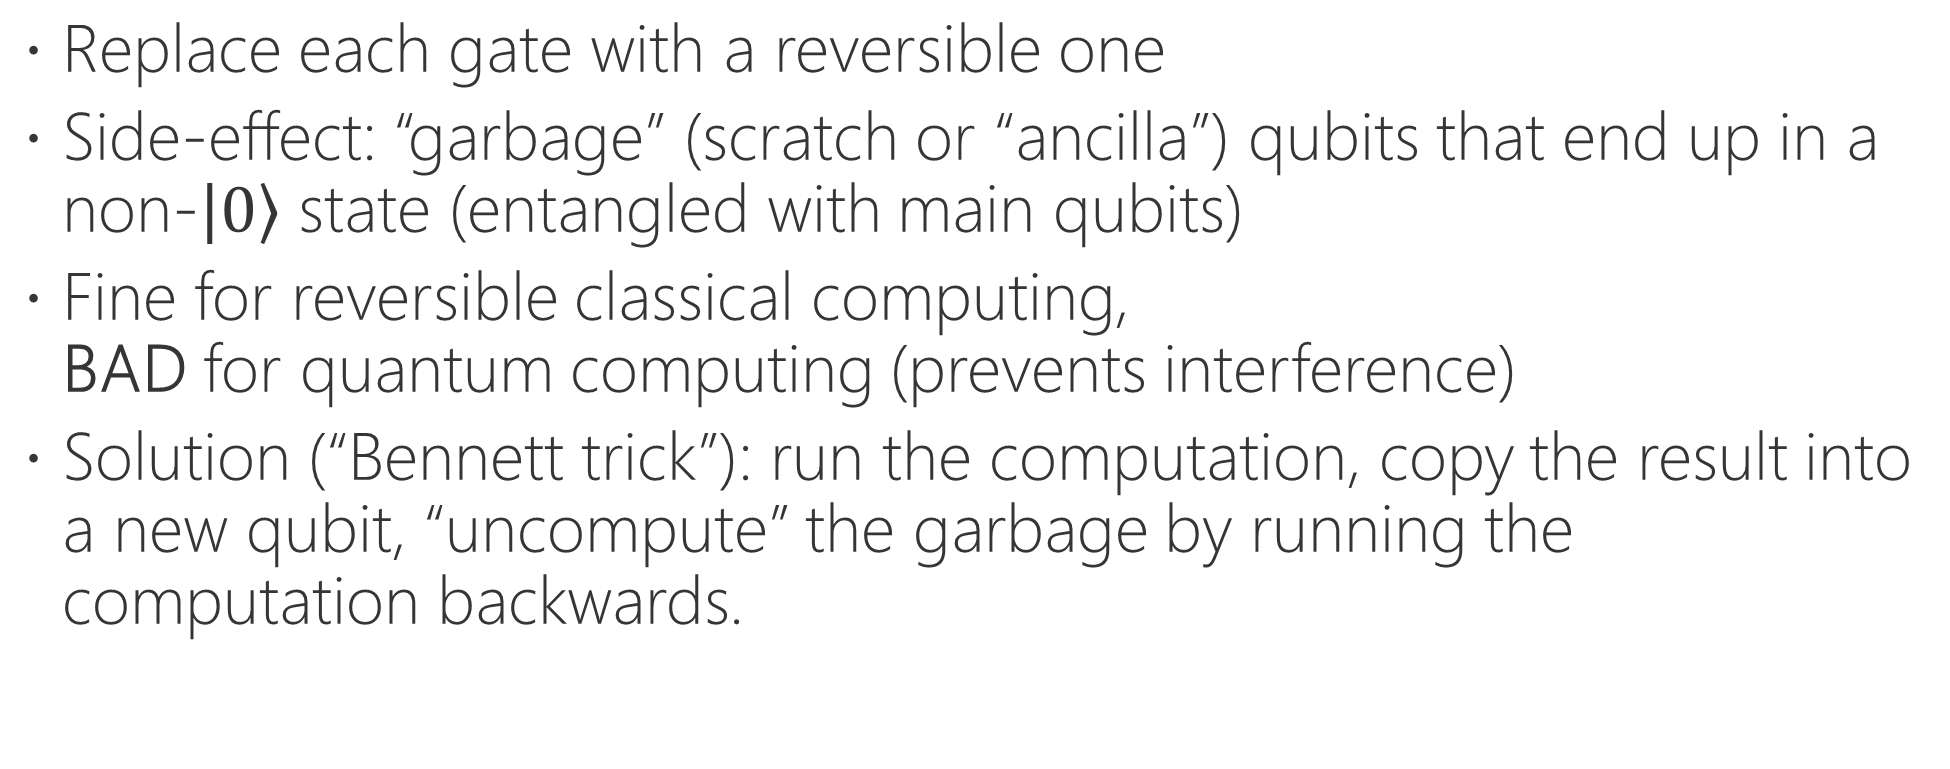 · Replace each gate with a reversible one
· Side-effect: “garbage” (scratch or “ancilla”) qubits that end up in a
non-|0⟩ state (entangled with main qubits)
· Fine for reversible classical computing,
BAD for quantum computing (prevents interference)
· Solution (“Bennett trick”): run the computation, copy the result into
a new qubit, “uncompute” the garbage by running the
computation backwards.